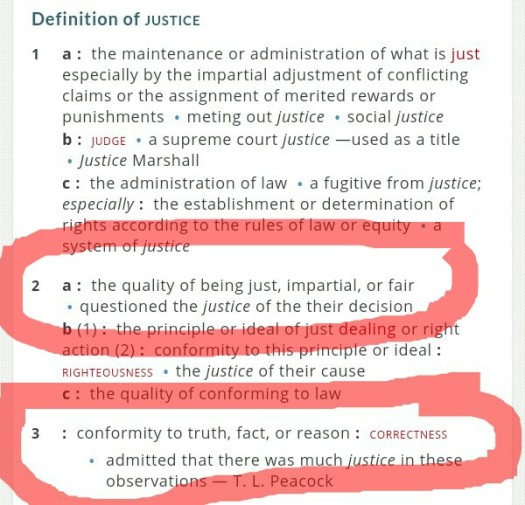 Definition of JUSTICE
1 a : the maintenance or administration of what is just
especially by the impartial adjustment of conflicting
claims or the assignment of merited rewards or
punishments • meting out justice • social justice
b : JUDGE • a supreme court justice —used as a title
• Justice Marshall
c : the administration of law • a fugitive from justice;
especially : the establishment or determination of
rights according to the rules of law or equity • a
system of justice
2 a : the quality of being just, impartial, or fair
• questioned the justice of the their decision
b (1) : the principle or ideal of just dealing or right
action (2) : conformity to this principle or ideal :
RIGHTEOUSNESS • the justice of their cause
c : the quality of conforming to law
3 : conformity to truth, fact, or reason : CORRECTNESS
• admitted that there was much justice in these
observations — T. L. Peacock